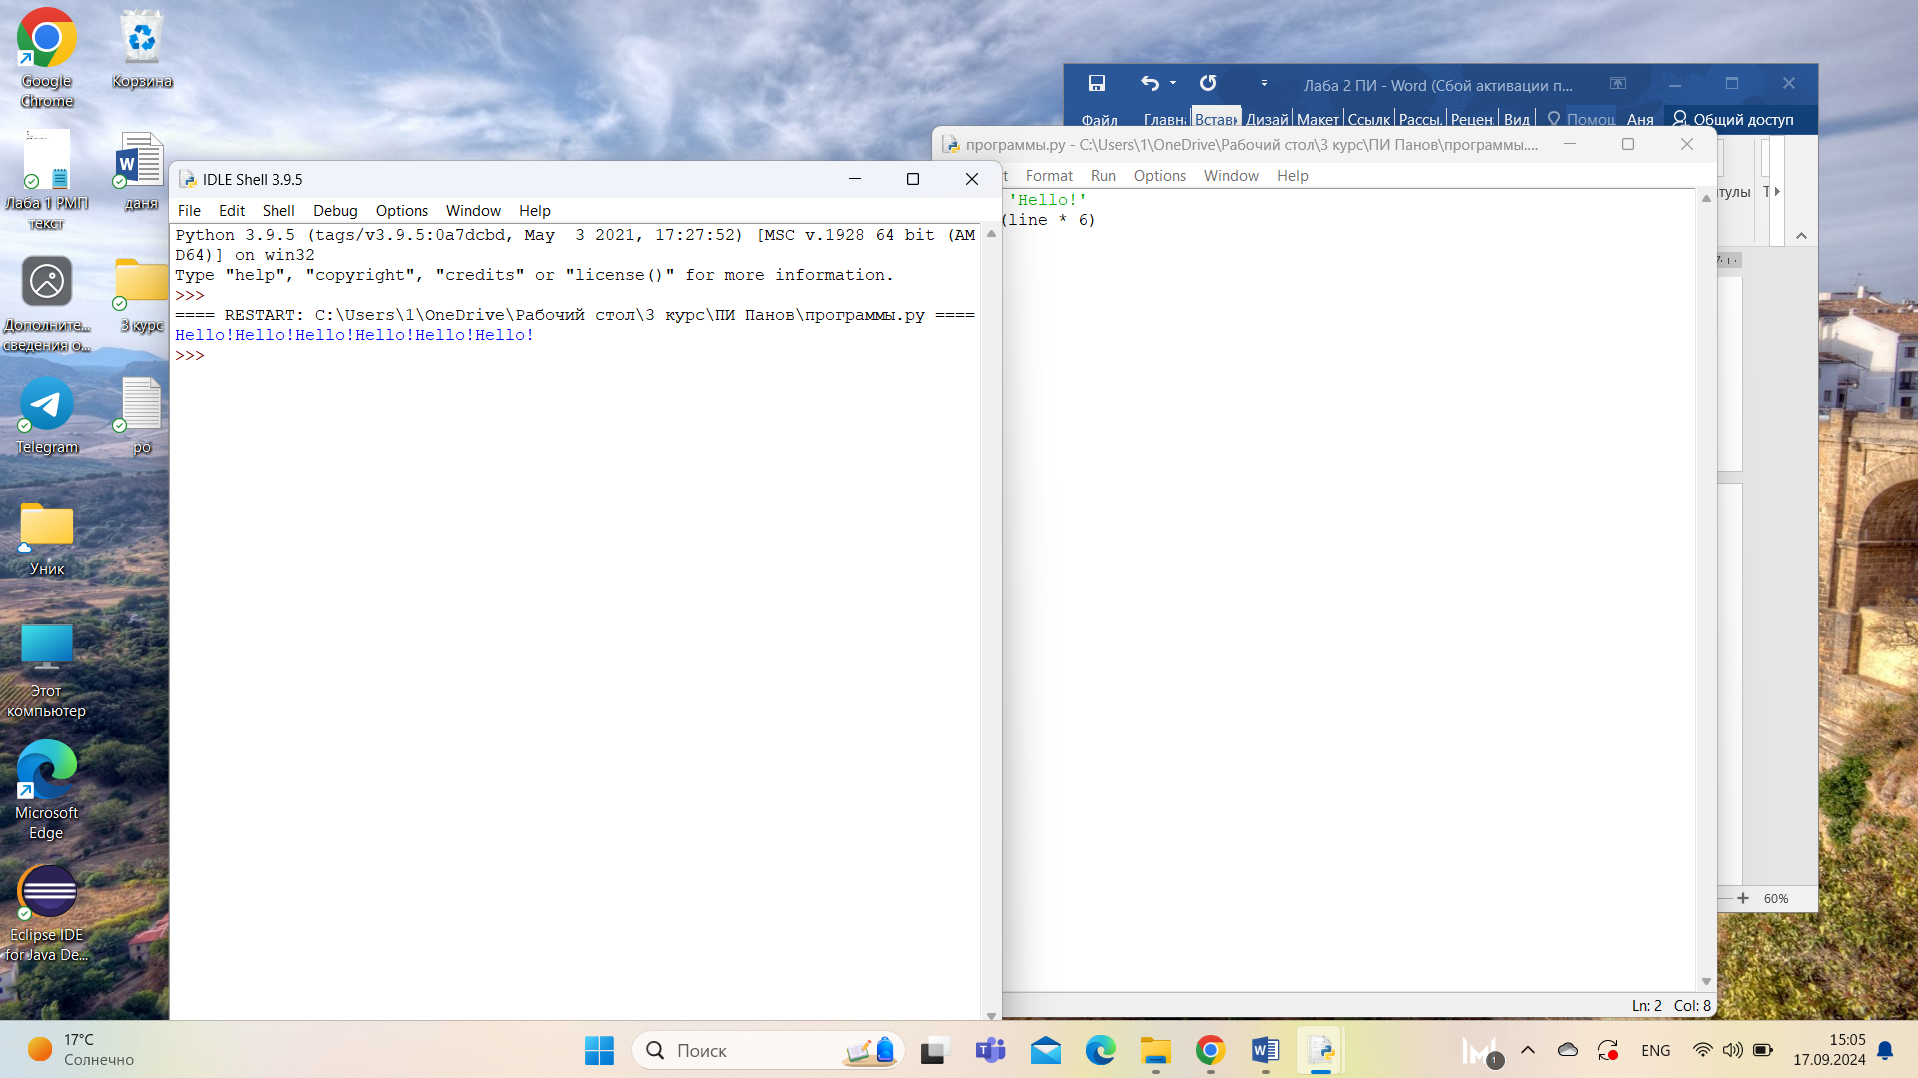 Google
Chrome
Корзина
Лаба 1 РМП
текст
даня
Дополните...
сведения о...
3 курс
Telegram
po
Уник
Этот
компьютер
Microsoft
Edge
Eclipse IDE
for Java De...
Лаба 2 ПИ - Word (Сбой активации п...
Файл Главн Вставк Дизай Макет Ссылк Рассы. Рецен Вид Помощ Аня Общий доступ
тулы
60%
программы.py - C:\Users\1\OneDrive\Рабочий стол\3 курс\ПИ Панов\программы....
t Format Run Options Window Help
'Hello!'
(line * 6)
Ln: 2 Col: 8
IDLE Shell 3.9.5
File Edit Shell Debug Options Window Help
Python 3.9.5 (tags/v3.9.5:0a7dcbd, May  3 2021, 17:27:52) [MSC v.1928 64 bit (AM
D64)] on win32
Type "help", "copyright", "credits" or "license()" for more information.
>>>
==== RESTART: C:\Users\1\OneDrive\Рабочий стол\3 курс\ПИ Панов\программы.py ====
Hello!Hello!Hello!Hello!Hello!Hello!
>>>
17°C
Солнечно
Поиск
1
ENG
15:05
17.09.2024